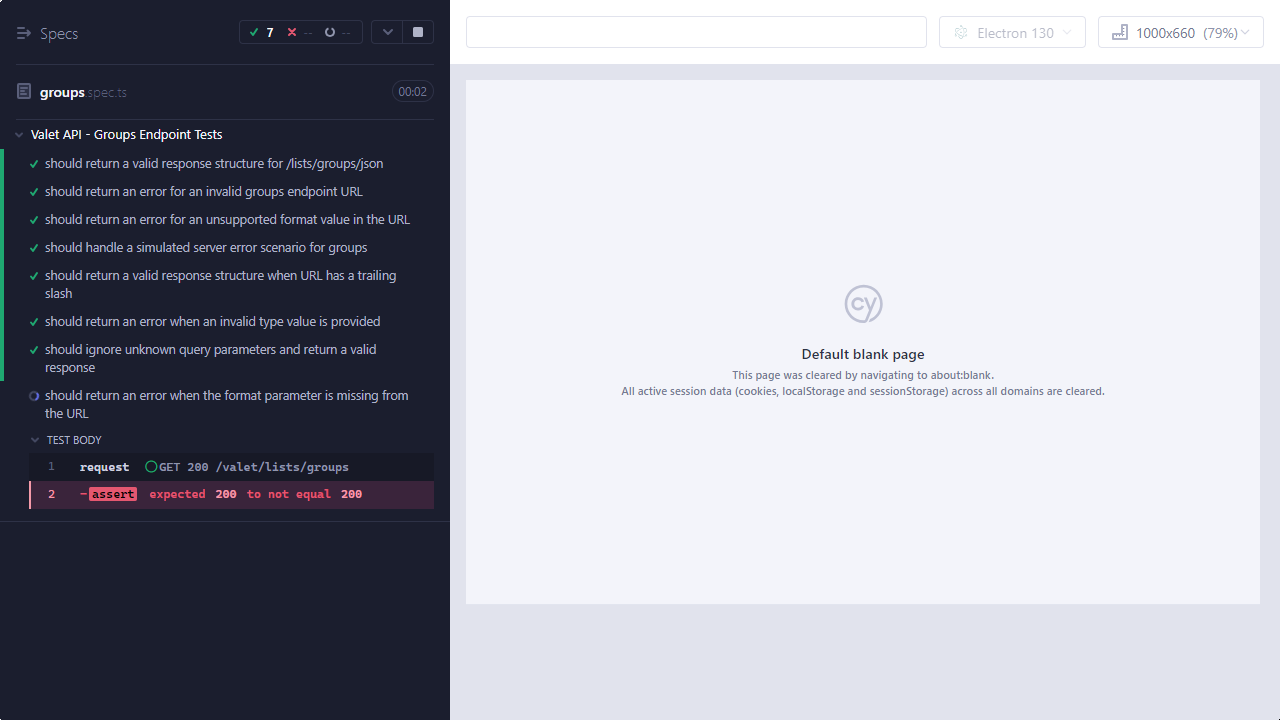 Specs
7 -- --
groups.spec.ts
00:02
Valet API - Groups Endpoint Tests
should return a valid response structure for /lists/groups/json
should return an error for an invalid groups endpoint URL
should return an error for an unsupported format value in the URL
should handle a simulated server error scenario for groups
should return a valid response structure when URL has a trailing
slash
should return an error when an invalid type value is provided
should ignore unknown query parameters and return a valid
response
should return an error when the format parameter is missing from
the URL
TEST BODY
1 request GET 200 /valet/lists/groups
2 -assert expected 200 to not equal 200
Electron 130
1000x660 (79%)
cy
Default blank page
This page was cleared by navigating to about:blank.
All active session data (cookies, localStorage and sessionStorage) across all domains are cleared.